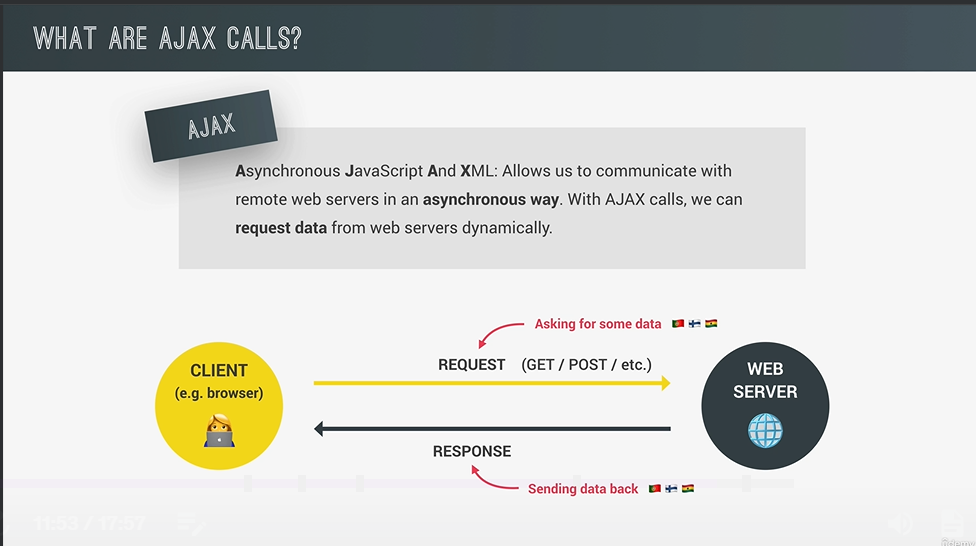 WHAT ARE AJAX CALLS?
AJAX
Asynchronous JavaScript And XML: Allows us to communicate with
remote web servers in an asynchronous way. With AJAX calls, we can
request data from web servers dynamically.
Asking for some data
CLIENT
(e.g. browser)
REQUEST (GET / POST / etc.)
WEB
SERVER
RESPONSE
Sending data back
11:53 / 17:57
Udemy